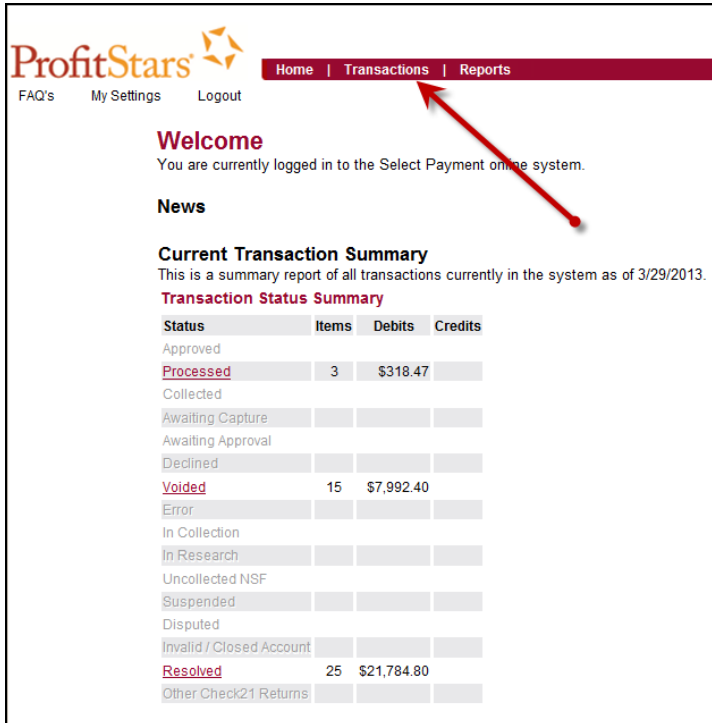 ProfitStars®
Home | Transactions | Reports
FAQ's My Settings Logout
Welcome
You are currently logged in to the Select Payment online system.
News
Current Transaction Summary
This is a summary report of all transactions currently in the system as of 3/29/2013.
Transaction Status Summary
Status Items Debits Credits
Approved
Processed 3 $318.47
Collected
Awaiting Capture
Awaiting Approval
Declined
Voided 15 $7,992.40
Error
In Collection
In Research
Uncollected NSF
Suspended
Disputed
Invalid / Closed Account
Resolved 25 $21,784.80
Other Check21 Returns